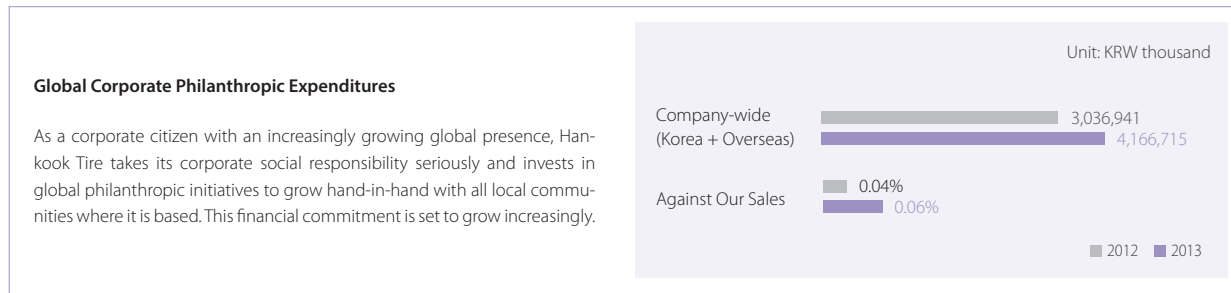 Global Corporate Philanthropic Expenditures
As a corporate citizen with an increasingly growing global presence, Han-
kook Tire takes its corporate social responsibility seriously and invests in
global philanthropic initiatives to grow hand-in-hand with all local commu-
nities where it is based. This financial commitment is set to grow increasingly.
Unit: KRW thousand
Company-wide
(Korea + Overseas)
3,036,941
4,166,715
Against Our Sales
0.04%
0.06%
2012 2013